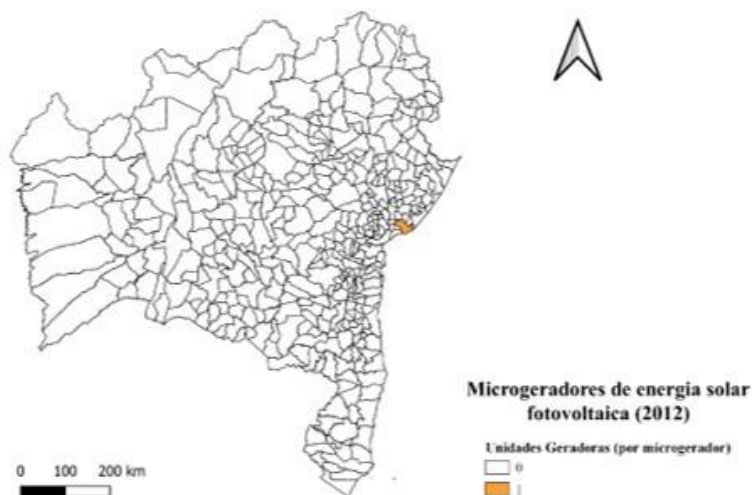 0 100 200 km
Microgeradores de energia solar
fotovoltaica (2012)
Unidades Geradoras (por microgerador)
0
1